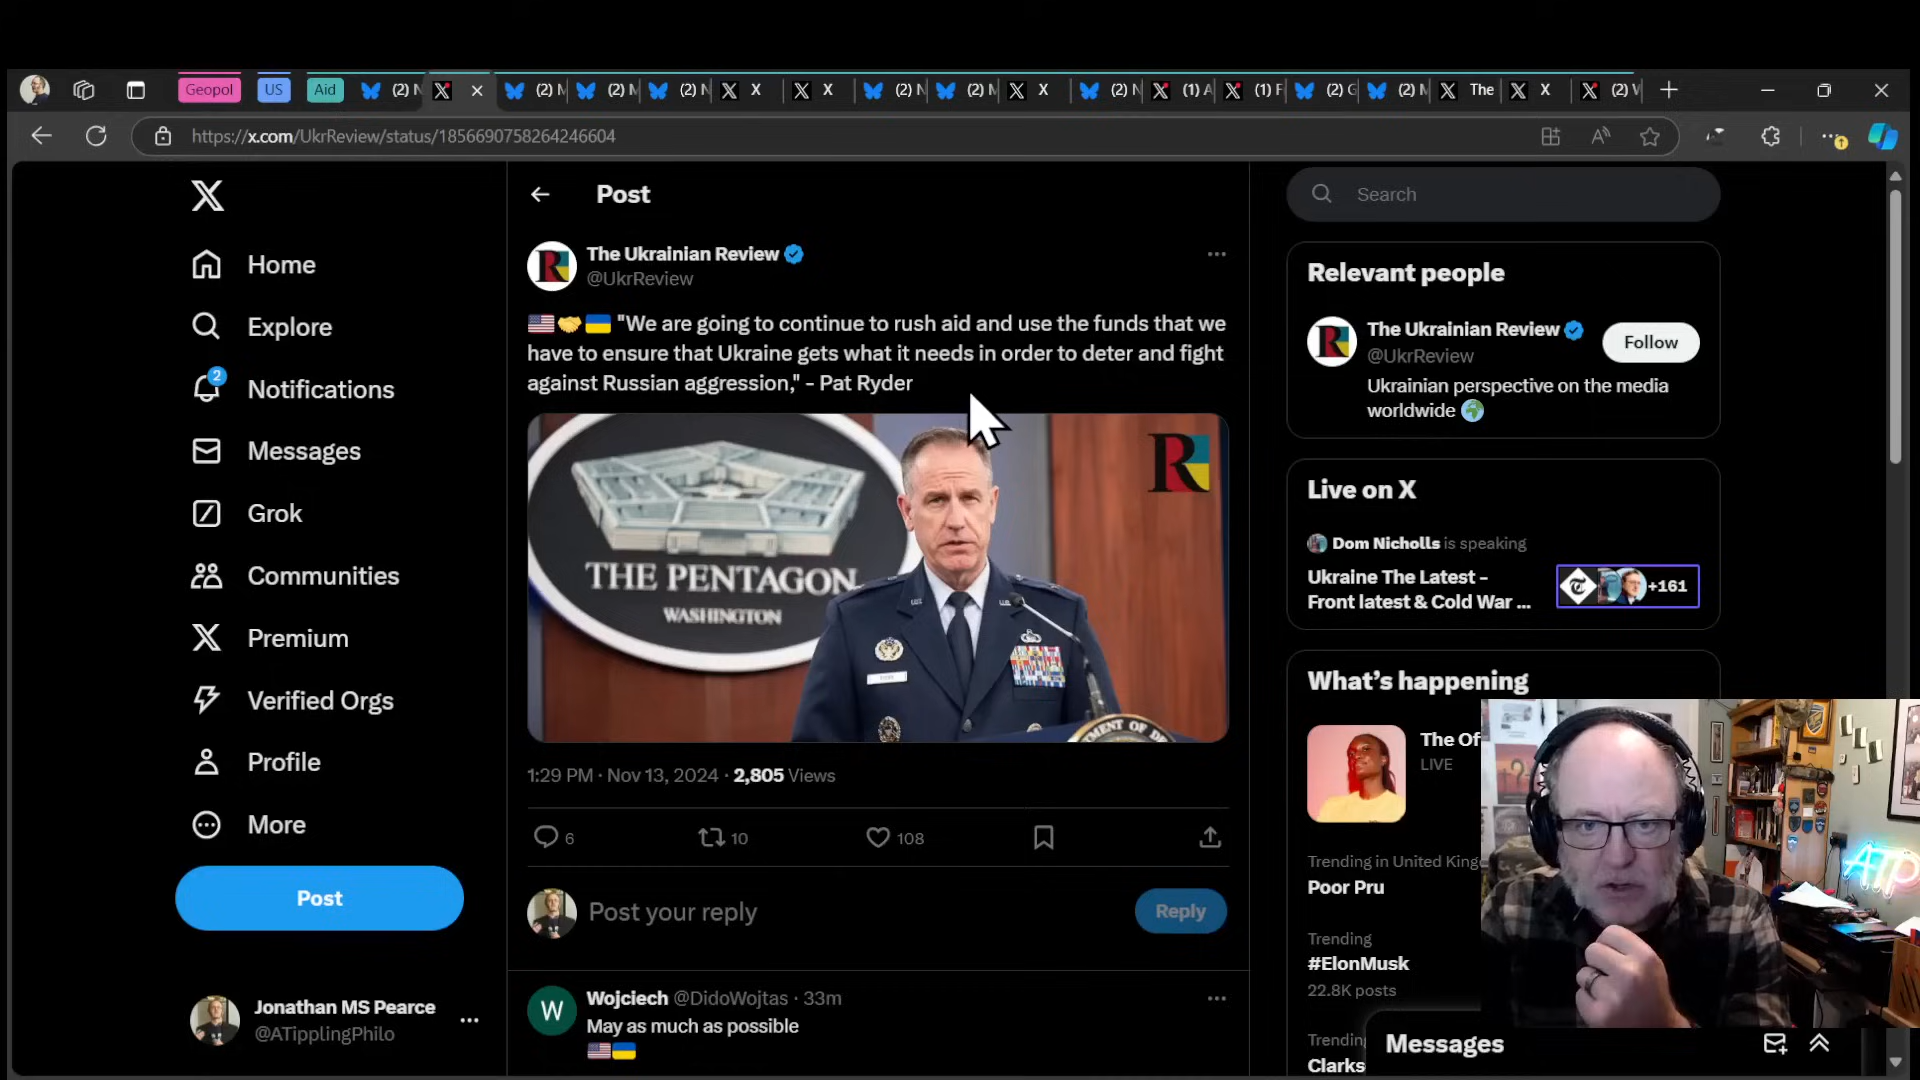 Geopol
US
Aid
(2) N
(2) M
(2) M
(2) N
X
X
(2) N
(2) M
X
(2) N
(1) A
(1) F
(2) G
(2) M
The
X
(2) V
https://x.com/UkrReview/status/1856690758264246604
Home
Explore
2
Notifications
Messages
Grok
Communities
Premium
Verified Orgs
Profile
More
Post
Jonathan MS Pearce
@ATipplingPhilo
Post
The Ukrainian Review
@UkrReview
"We are going to continue to rush aid and use the funds that we
have to ensure that Ukraine gets what it needs in order to deter and fight
against Russian aggression," - Pat Ryder
R
THE PENTAGON
WASHINGTON
1:29 PM · Nov 13, 2024 · 2,805 Views
6
10
108
Post your reply
Reply
W
Wojciech @DidoWojtas · 33m
May as much as possible
Search
Relevant people
The Ukrainian Review
@UkrReview
Follow
Ukrainian perspective on the media
worldwide
Live on X
Dom Nicholls is speaking
Ukraine The Latest -
Front latest & Cold War ...
+161
What's happening
The Of
LIVE
Trending in United King
Poor Pru
Trending
#ElonMusk
22.8K posts
Trending
Clarks
Messages
ATP